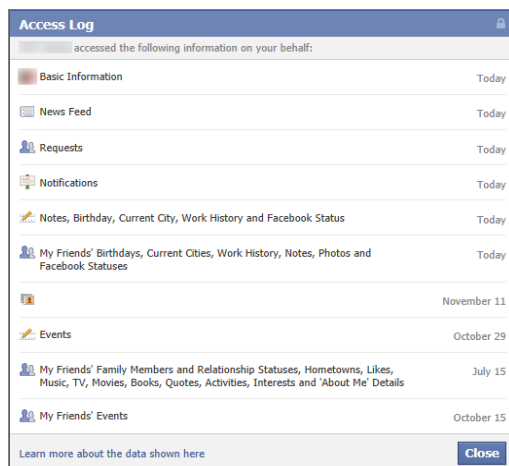 Access Log
accessed the following information on your behalf:
Basic Information
Today
News Feed
Today
Requests
Today
Notifications
Today
Notes, Birthday, Current City, Work History and Facebook Status
Today
My Friends' Birthdays, Current Cities, Work History, Notes, Photos and
Facebook Statuses
Today
November 11
Events
October 29
My Friends' Family Members and Relationship Statuses, Hometowns, Likes,
Music, TV, Movies, Books, Quotes, Activities, Interests and 'About Me' Details
July 15
My Friends' Events
October 15
Learn more about the data shown here
Close